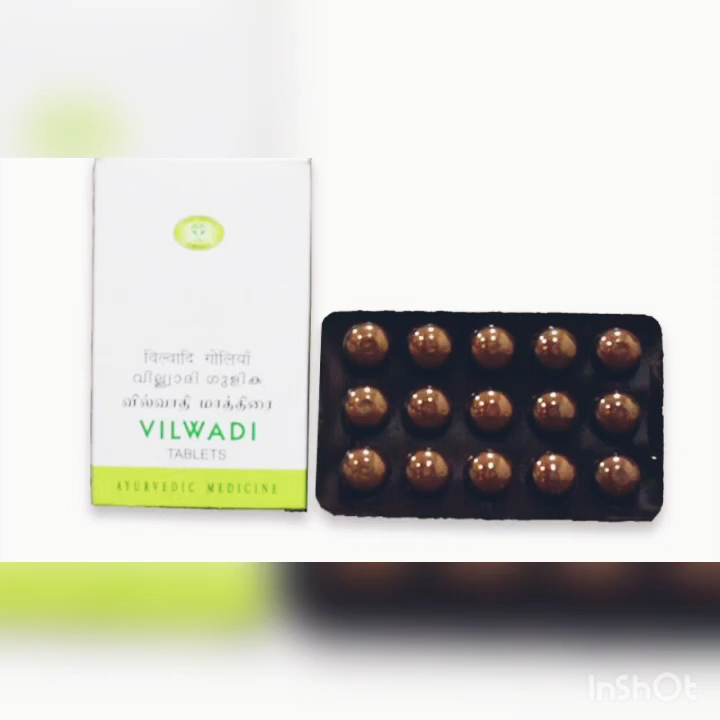 विल्वादि गोलियाँ
വില്ല്വാദി ഗുളിക
வில்வாதி மாத்திரை
VILWADI
TABLETS
AYURVEDIC MEDICINE
InShOt